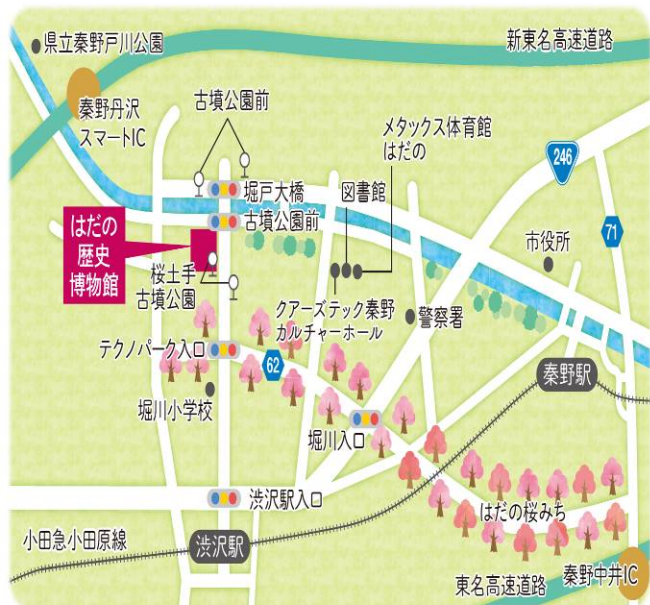 県立秦野戸川公園
新東名高速道路
秦野丹沢
スマートIC
古墳公園前
メタックス体育館
はだの
246
堀戸大橋
図書館
古墳公園前
71
はだの
歴史
博物館
市役所
桜土手
古墳公園
クアーズテック秦野
カルチャーホール
警察署
テクノパーク入口
62
秦野駅
堀川小学校
堀川入口
渋沢駅入口
はだの桜みち
小田急小田原線
渋沢駅
東名高速道路
秦野中井IC